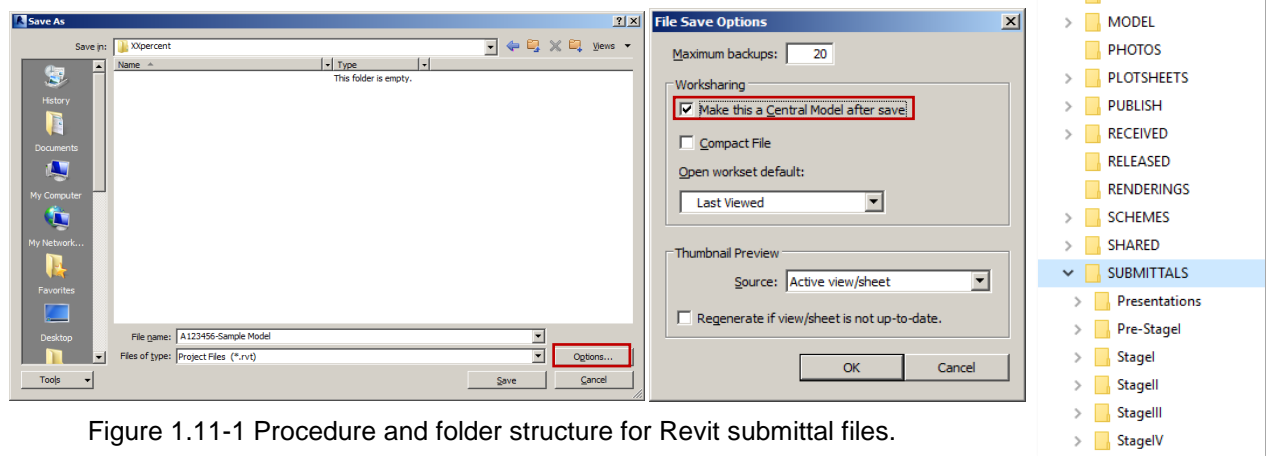 Save As
Save in:
XXpercent
Views
Name
Type
This folder is empty.
History
Documents
My Computer
My Network...
Favorites
Desktop
File name:
A123456-Sample Model
Files of type:
Project Files (*.rvt)
Options...
Tools
Save
Cancel
File Save Options
Maximum backups:
20
Worksharing
Make this a Central Model after save
Compact File
Open workset default:
Last Viewed
Thumbnail Preview
Source:
Active view/sheet
Regenerate if view/sheet is not up-to-date.
OK
Cancel
MODEL
PHOTOS
PLOTSHEETS
PUBLISH
RECEIVED
RELEASED
RENDERINGS
SCHEMES
SHARED
SUBMITTALS
Presentations
Pre-StageI
StageI
StageII
StageIII
StageIV
Figure 1.11-1 Procedure and folder structure for Revit submittal files.